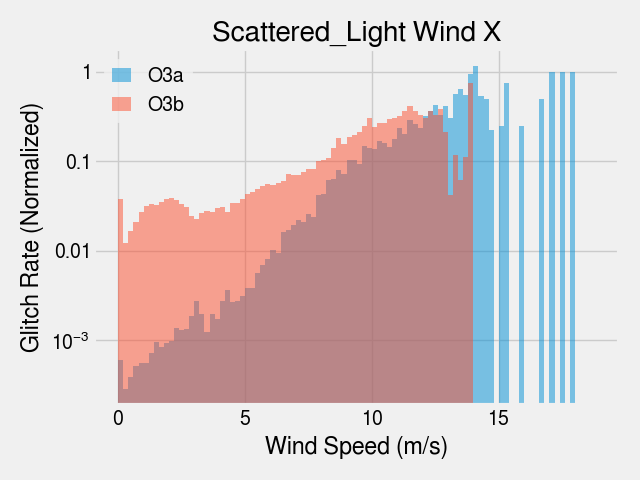 Scattered_Light Wind X
O3a
O3b
Glitch Rate (Normalized)
1
0.1
0.01
10⁻³
0
5
10
15
Wind Speed (m/s)